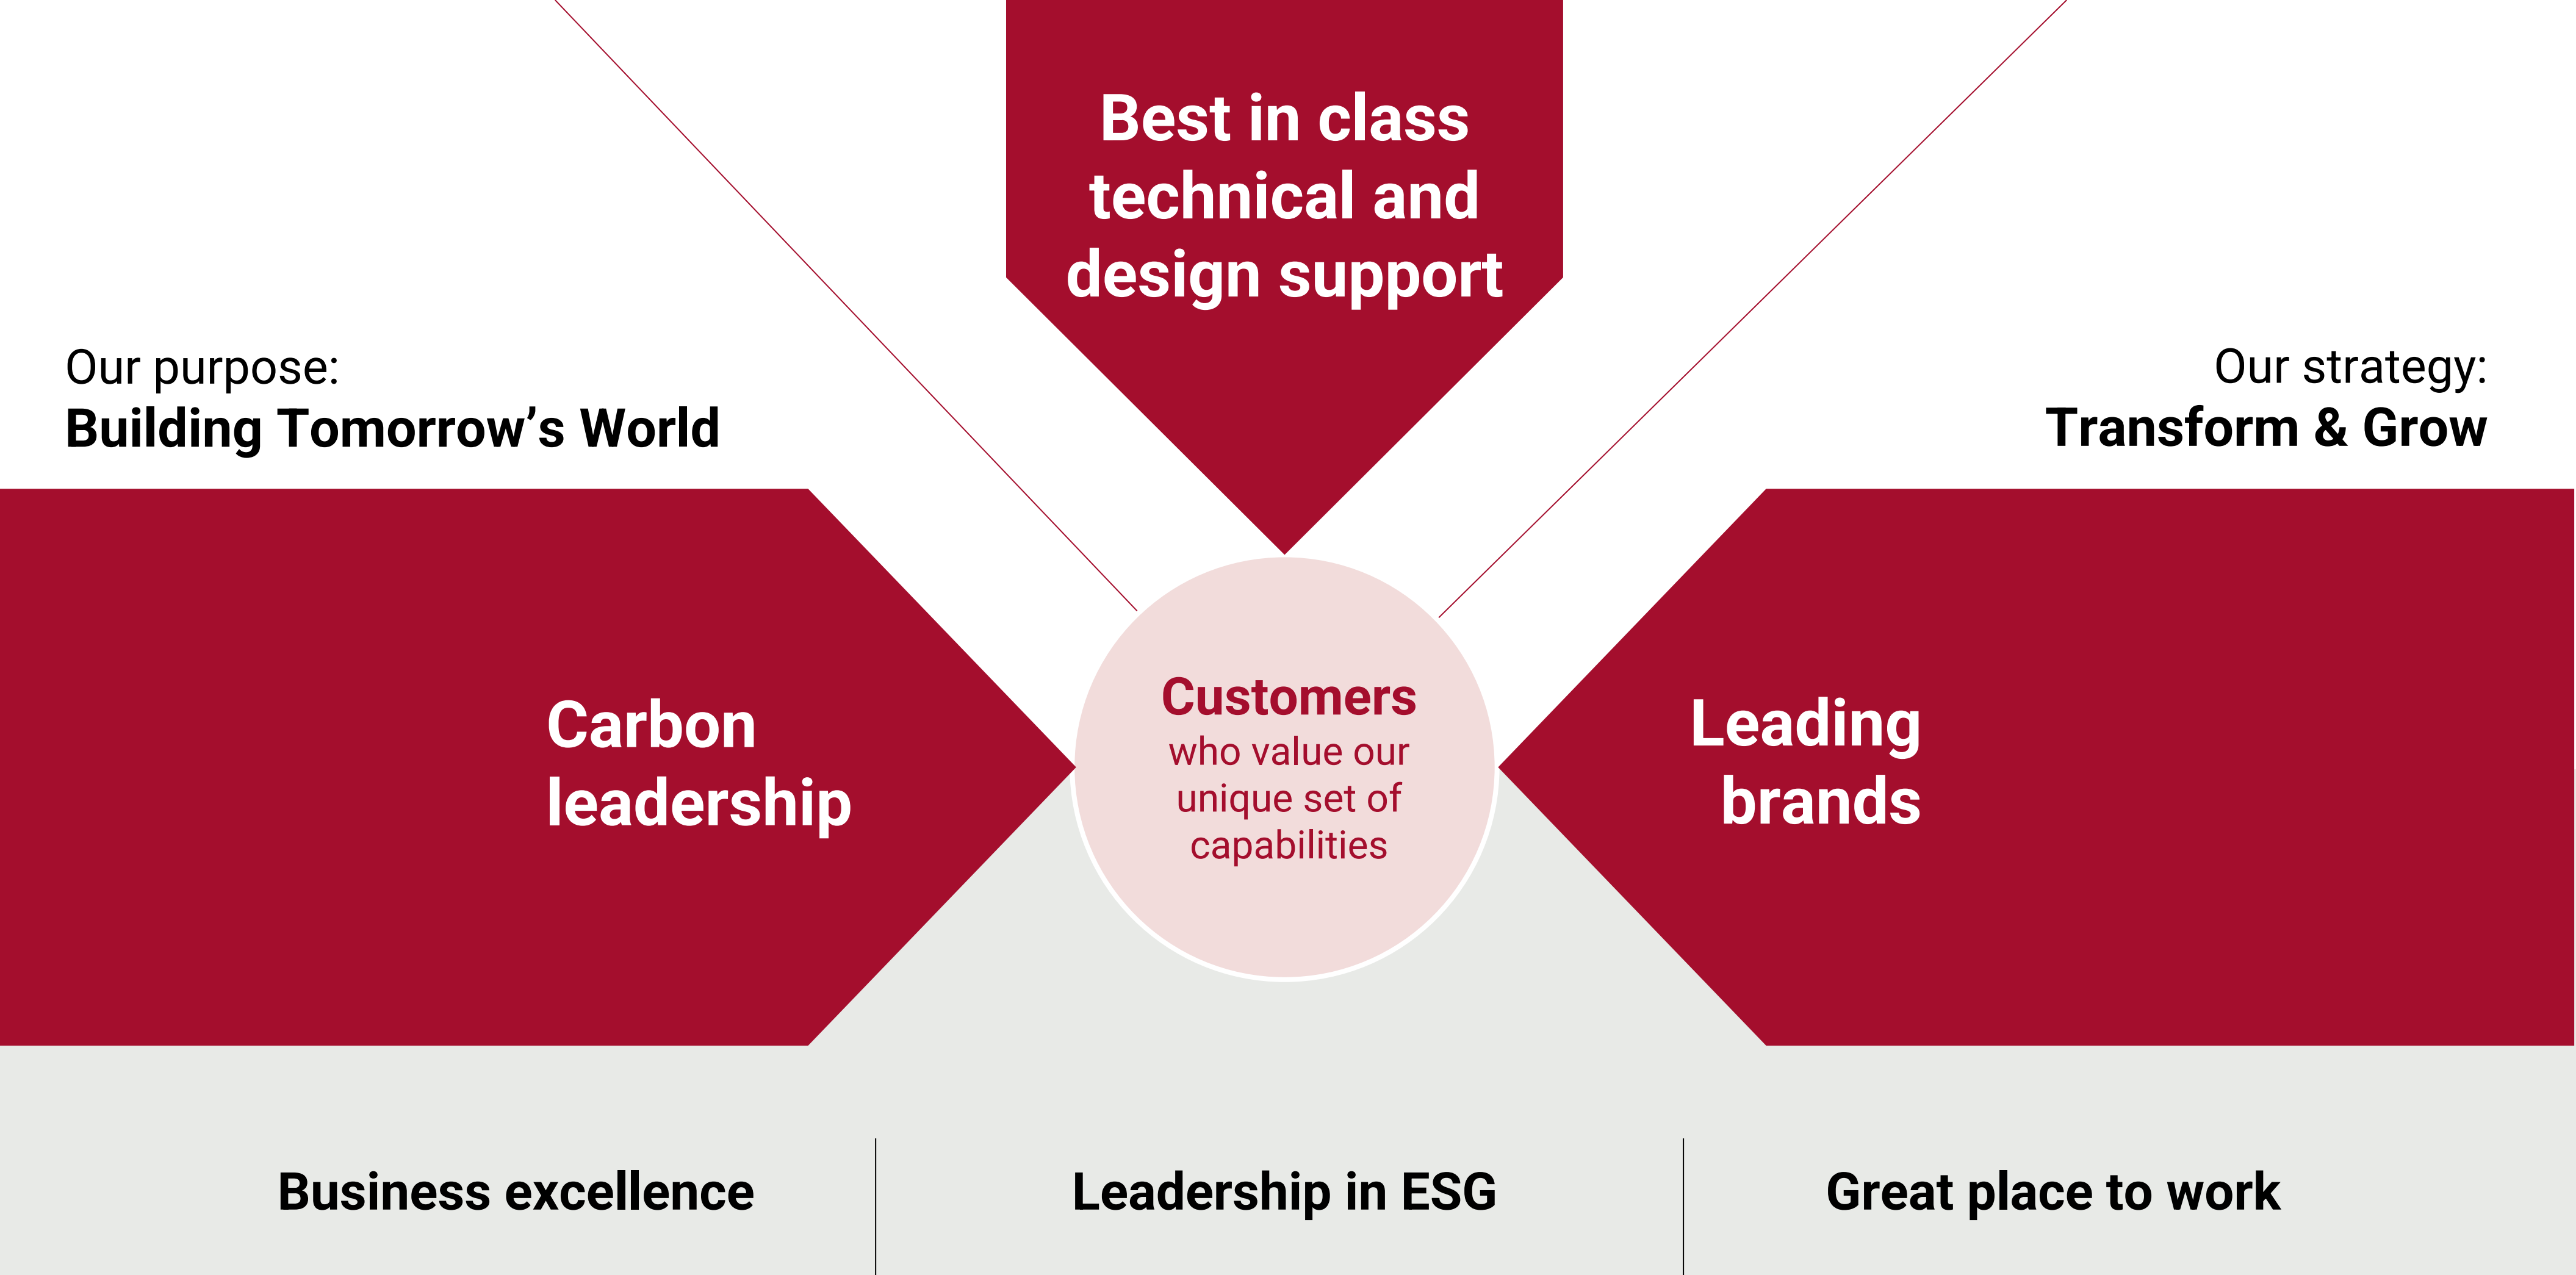 Best in class
technical and
design support
Our purpose:
Building Tomorrow’s World
Our strategy:
Transform & Grow
Carbon
leadership
Customers
who value our
unique set of
capabilities
Leading
brands
Business excellence
Leadership in ESG
Great place to work